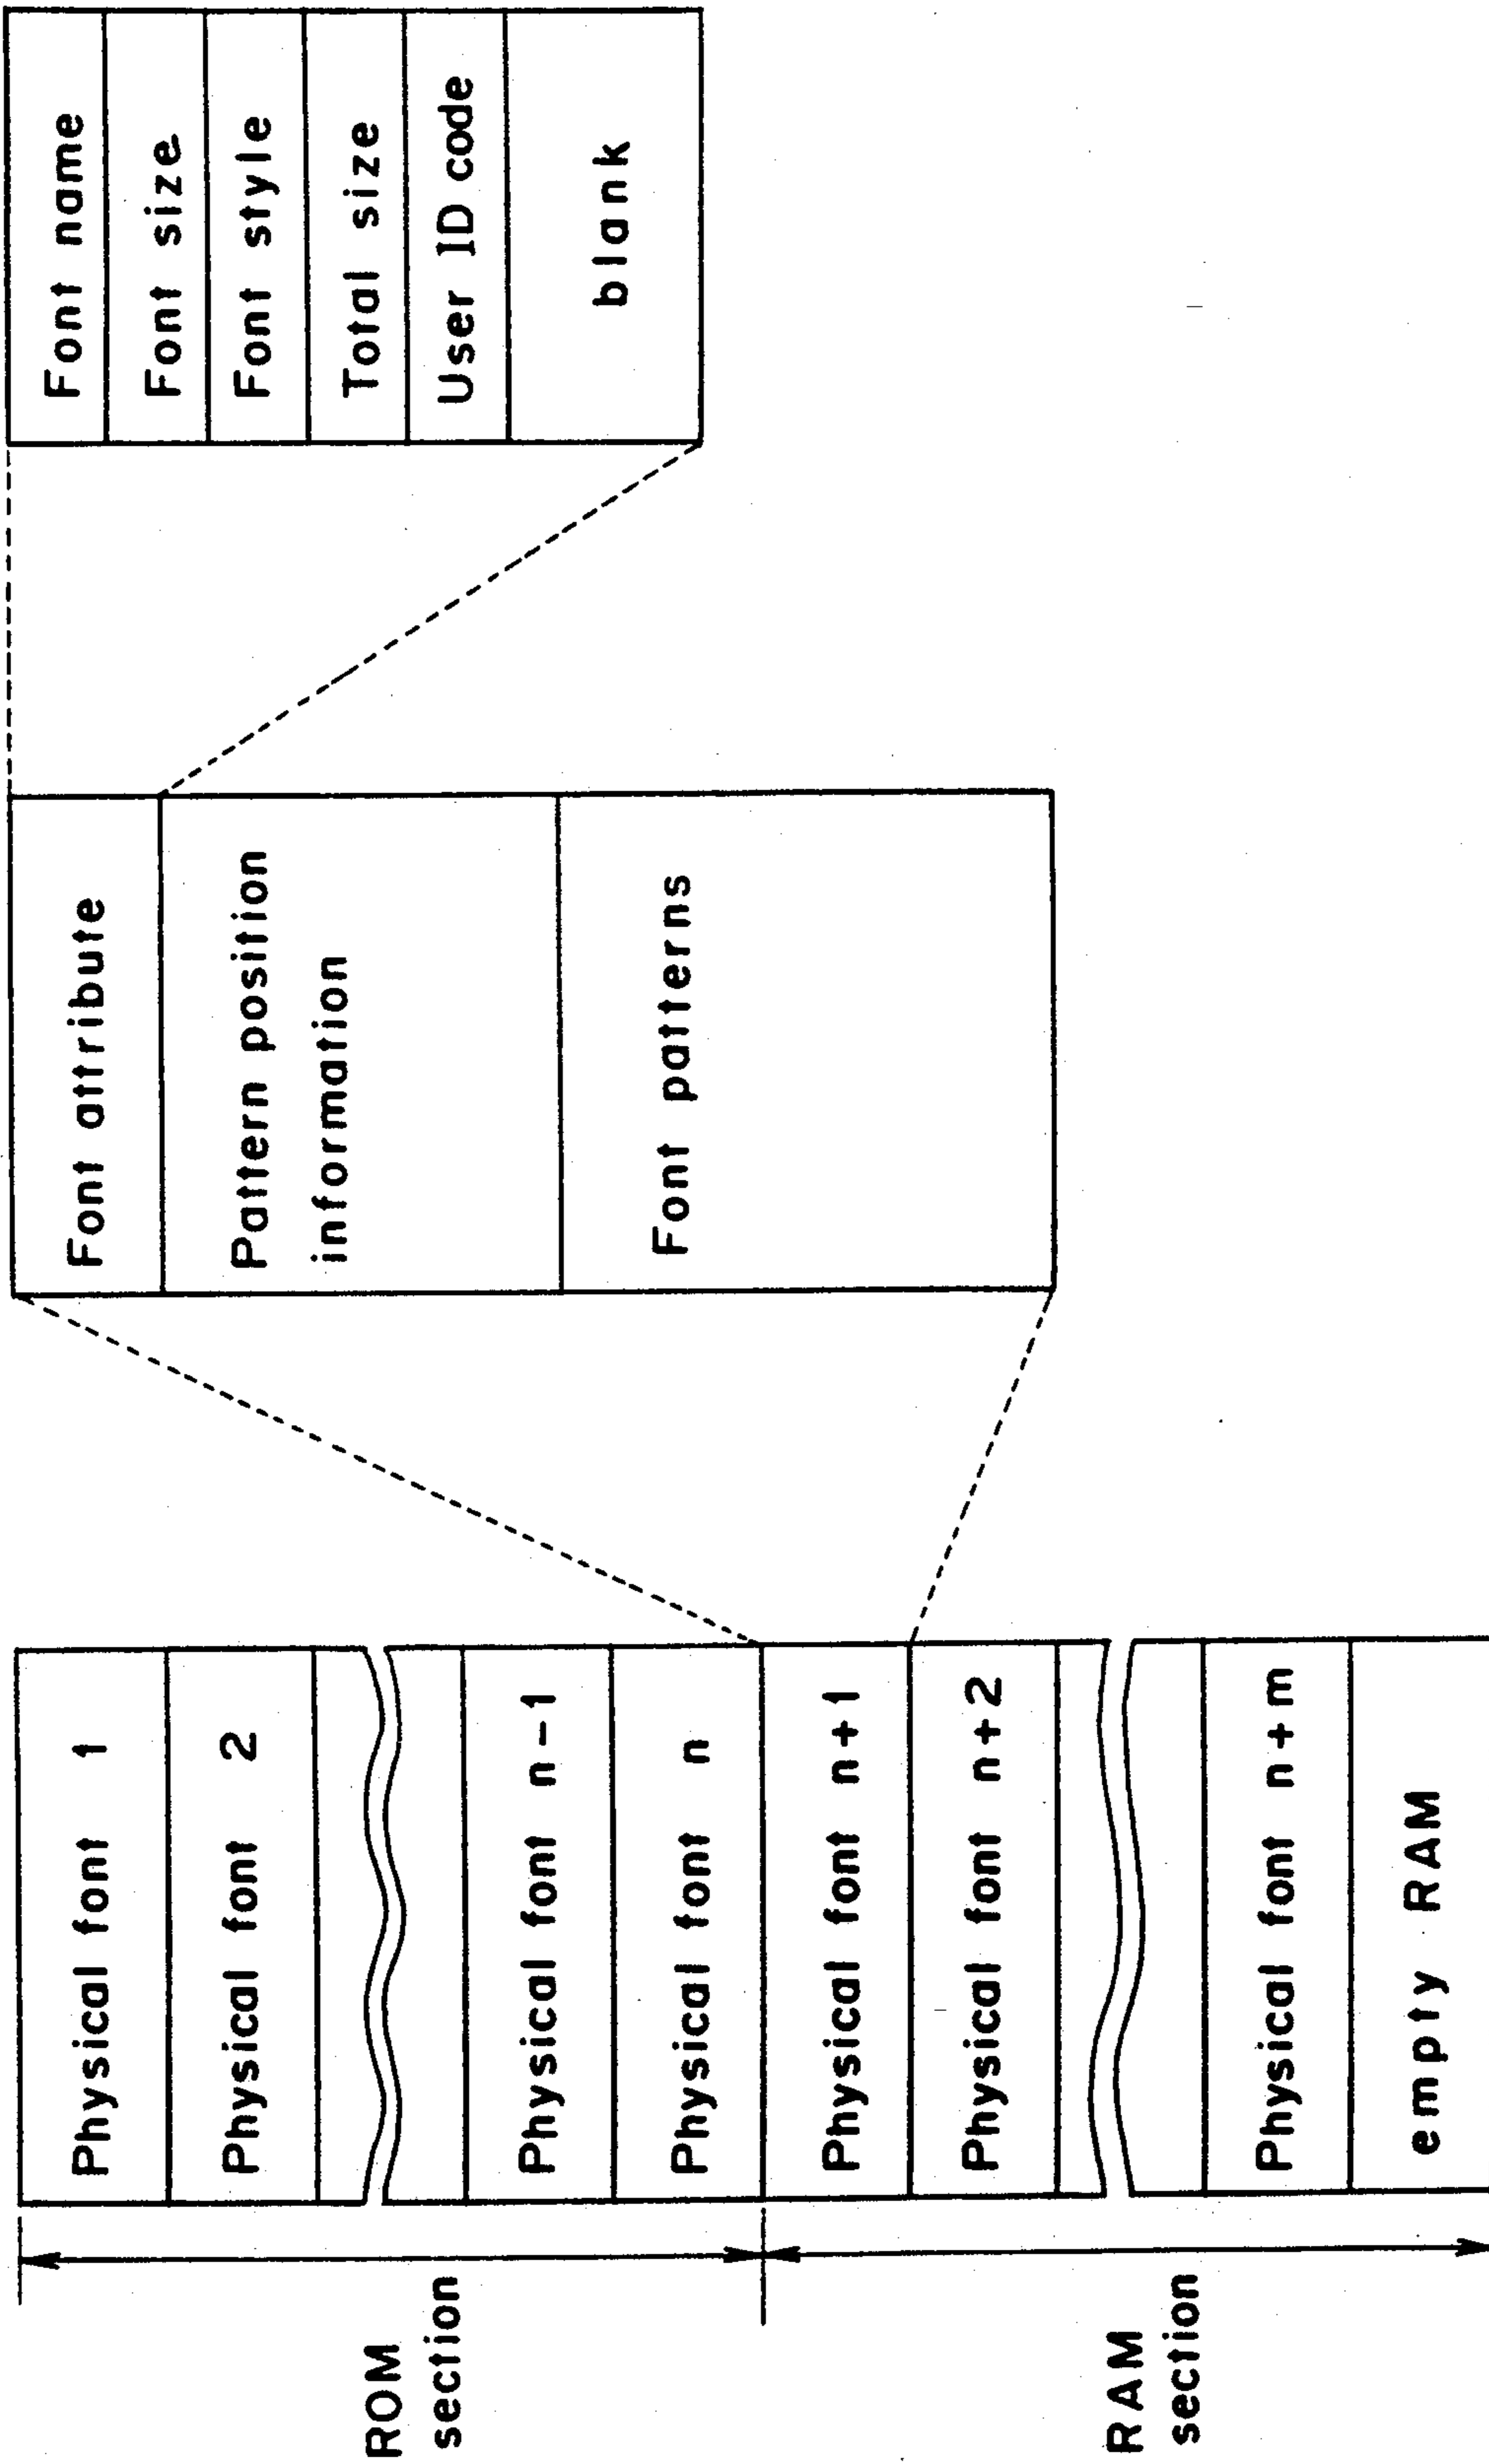 ROM
section
RAM
section
Physical font 1
Physical font 2
Physical font n-1
Physical font n
Physical font n+1
Physical font n+2
Physical font n+m
empty RAM
Font attribute
Pattern position
information
Font patterns
Font name
Font size
Font style
Total size
User ID code
blank